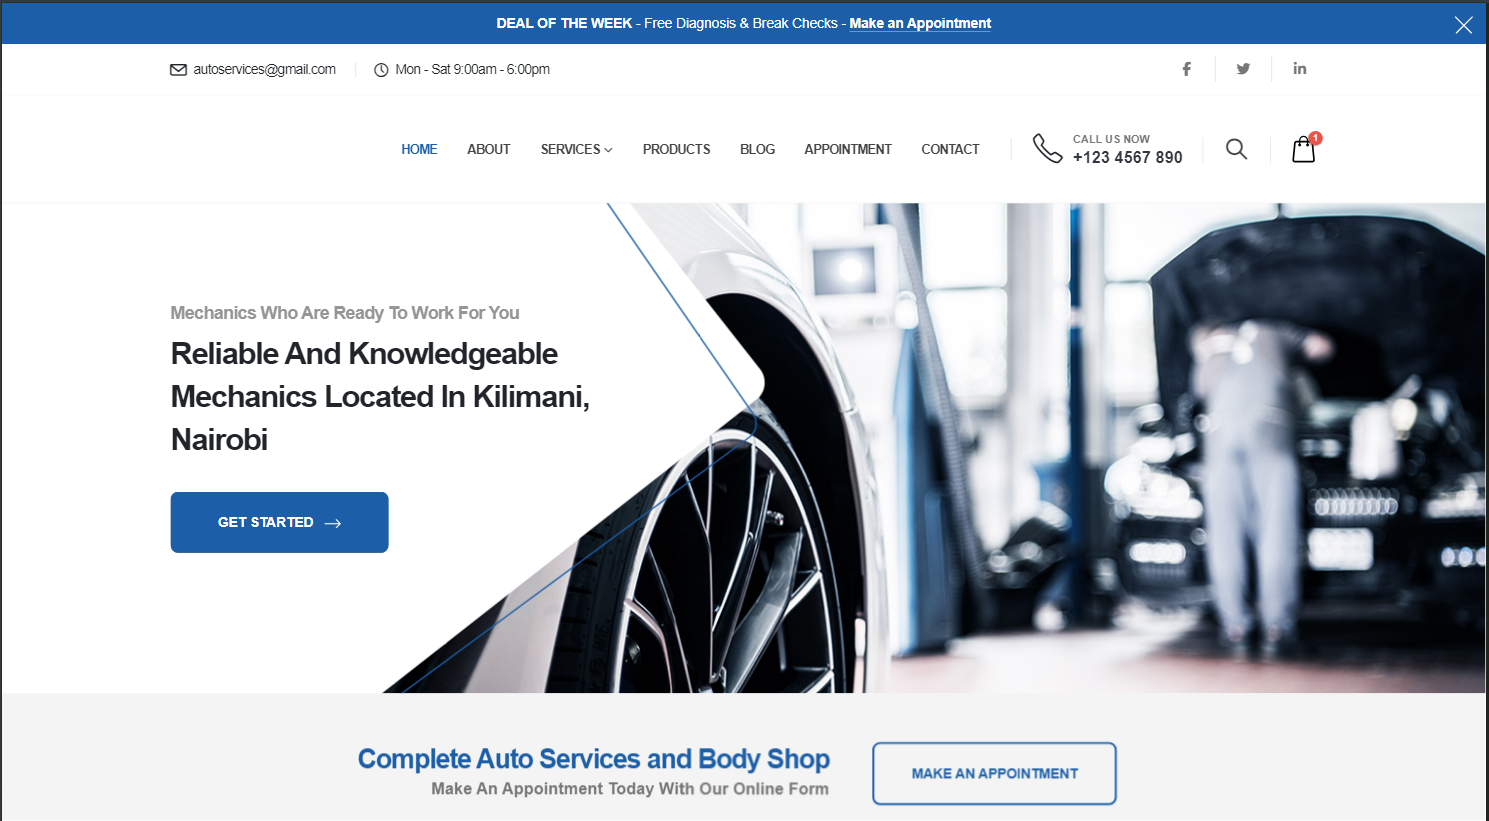 DEAL OF THE WEEK - Free Diagnosis & Break Checks - Make an Appointment
autoservices@gmail.com Mon - Sat 9:00am - 6:00pm
HOME ABOUT SERVICES PRODUCTS BLOG APPOINTMENT CONTACT
CALL US NOW
+123 4567 890
1
Mechanics Who Are Ready To Work For You
Reliable And Knowledgeable
Mechanics Located In Kilimani,
Nairobi
GET STARTED
Complete Auto Services and Body Shop
Make An Appointment Today With Our Online Form
MAKE AN APPOINTMENT